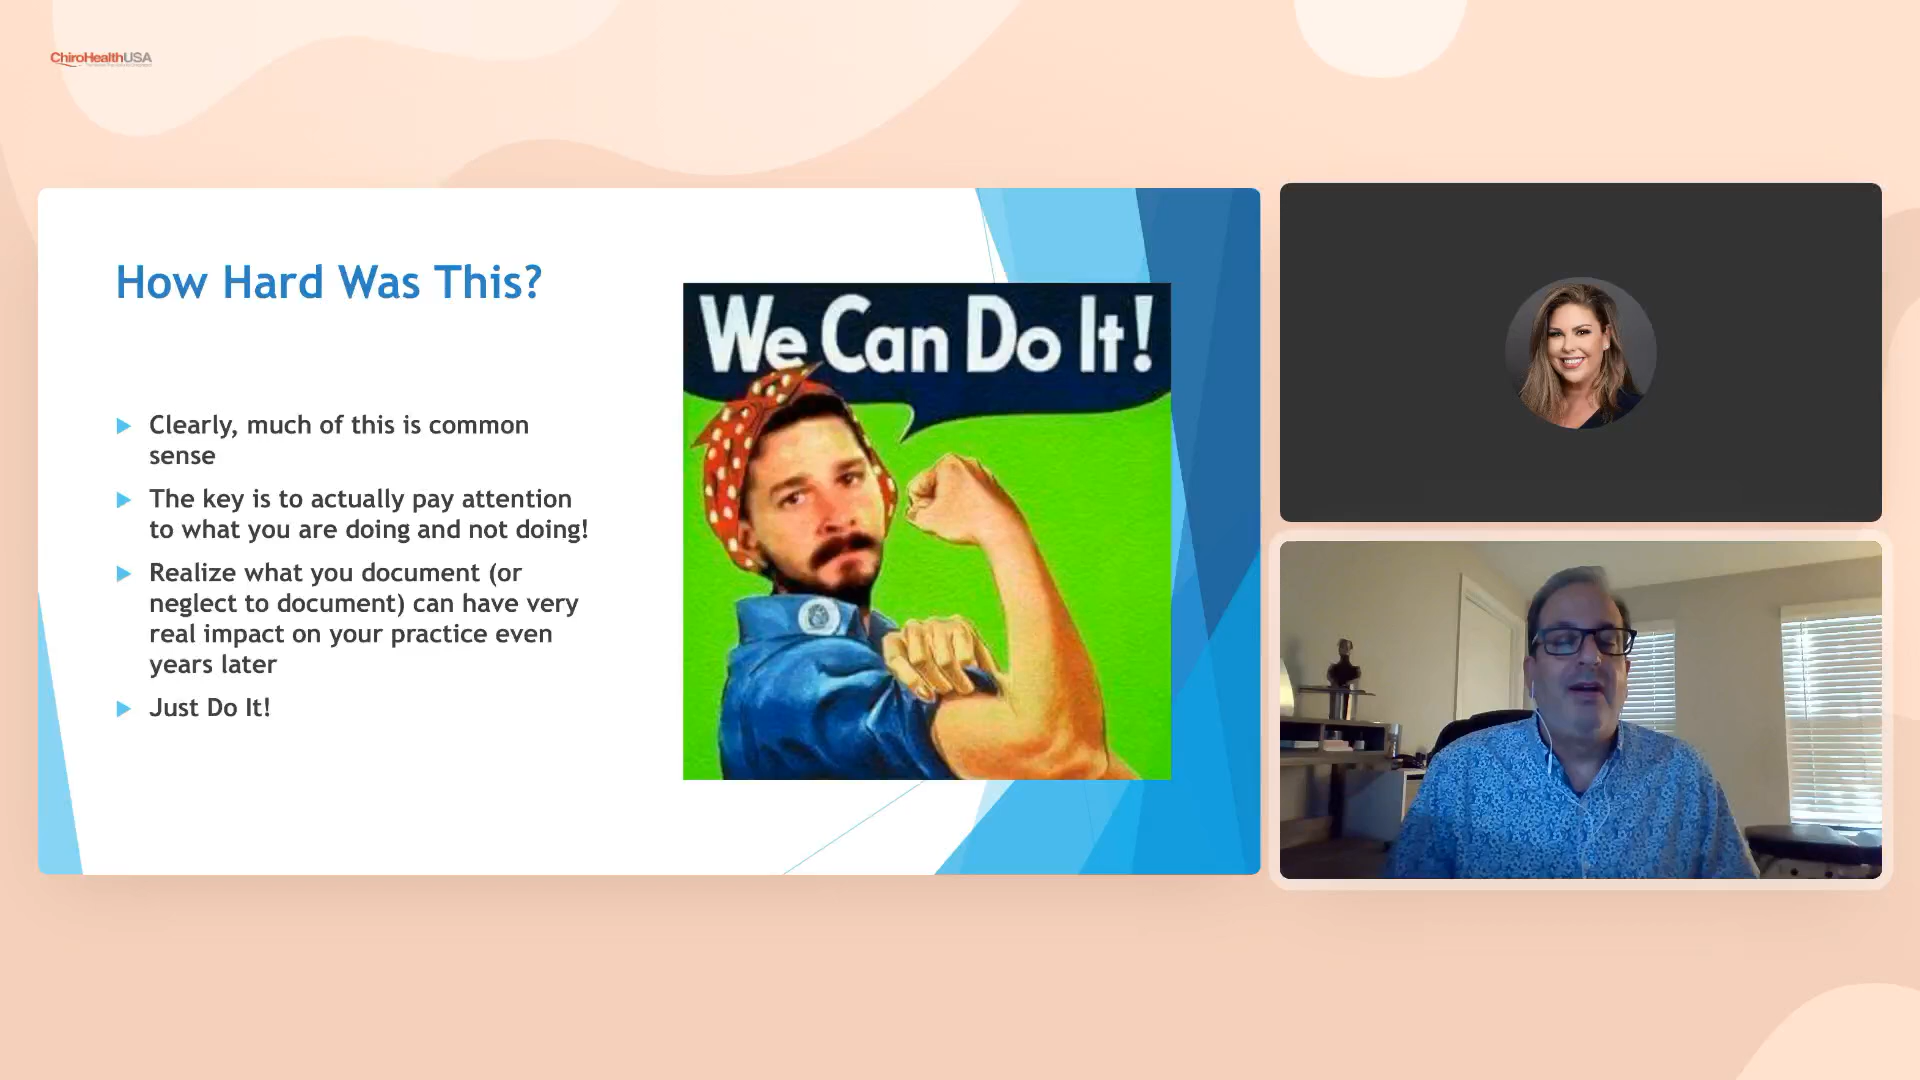 ChiroHealthUSA
How Hard Was This?
Clearly, much of this is common
sense
The key is to actually pay attention
to what you are doing and not doing!
Realize what you document (or
neglect to document) can have very
real impact on your practice even
years later
Just Do It!
We Can Do It!